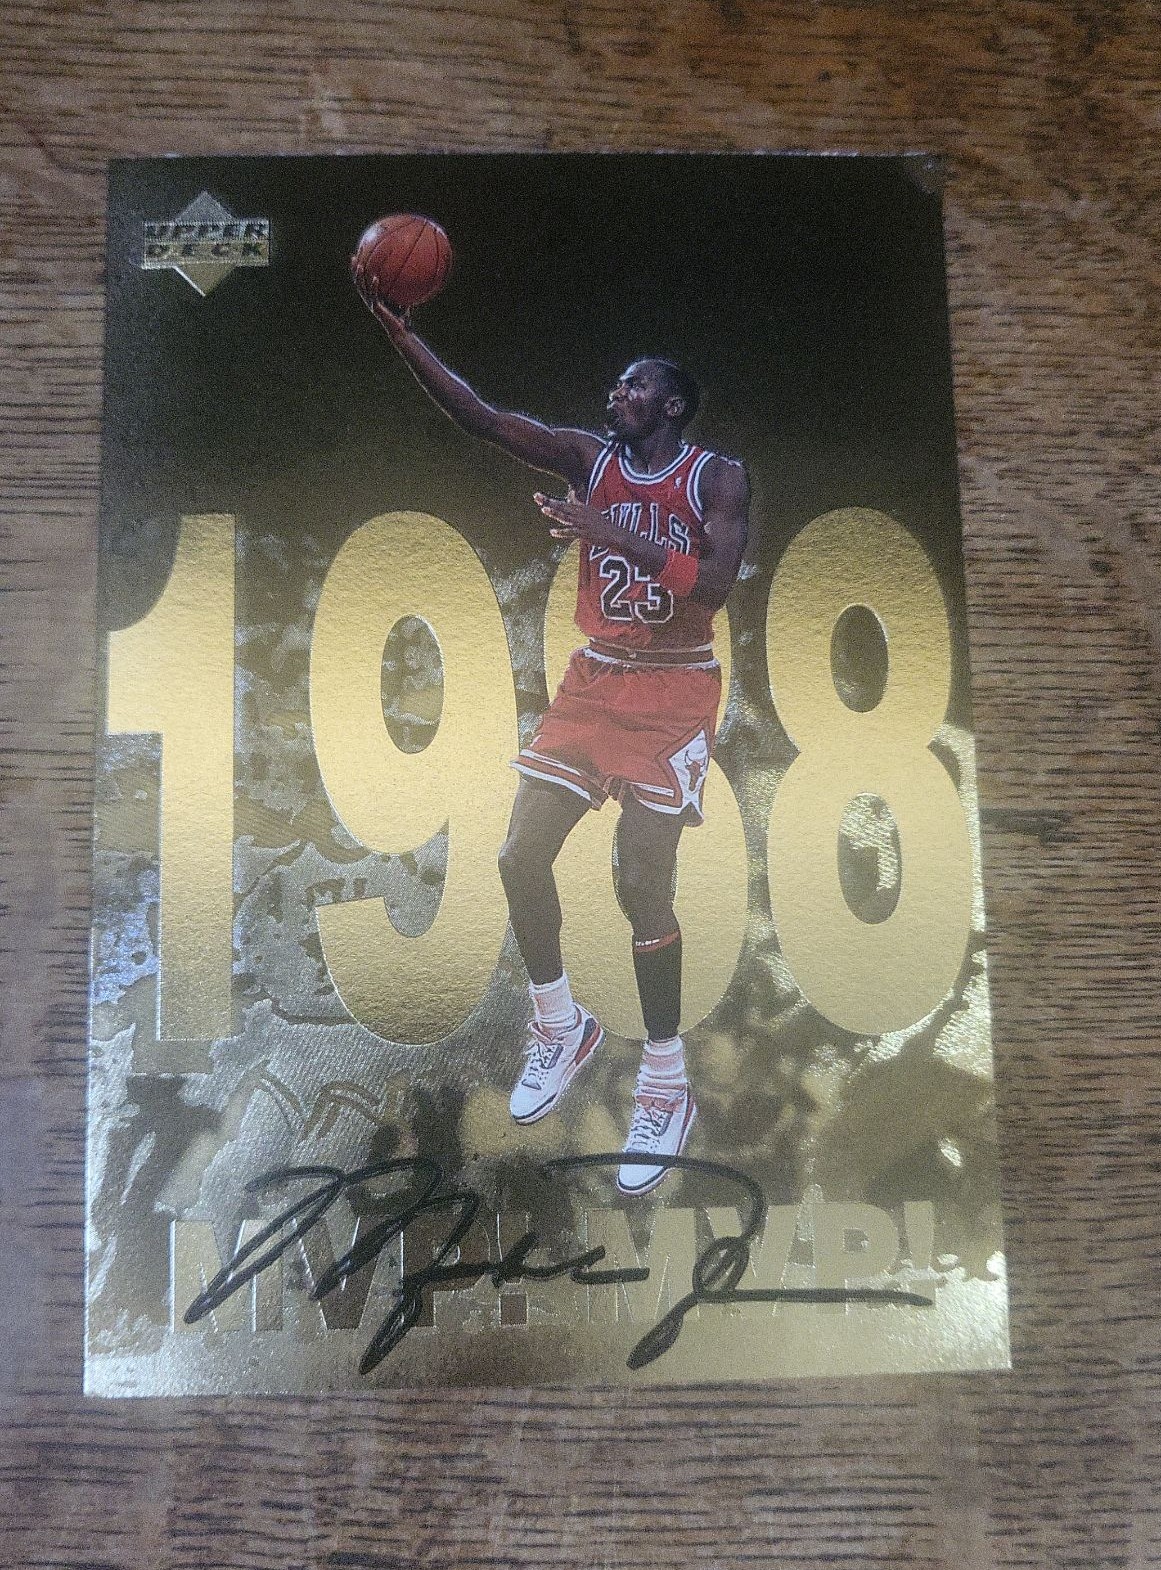 UPPER
DECK
1988
BULLS
23
MVP! MVP!